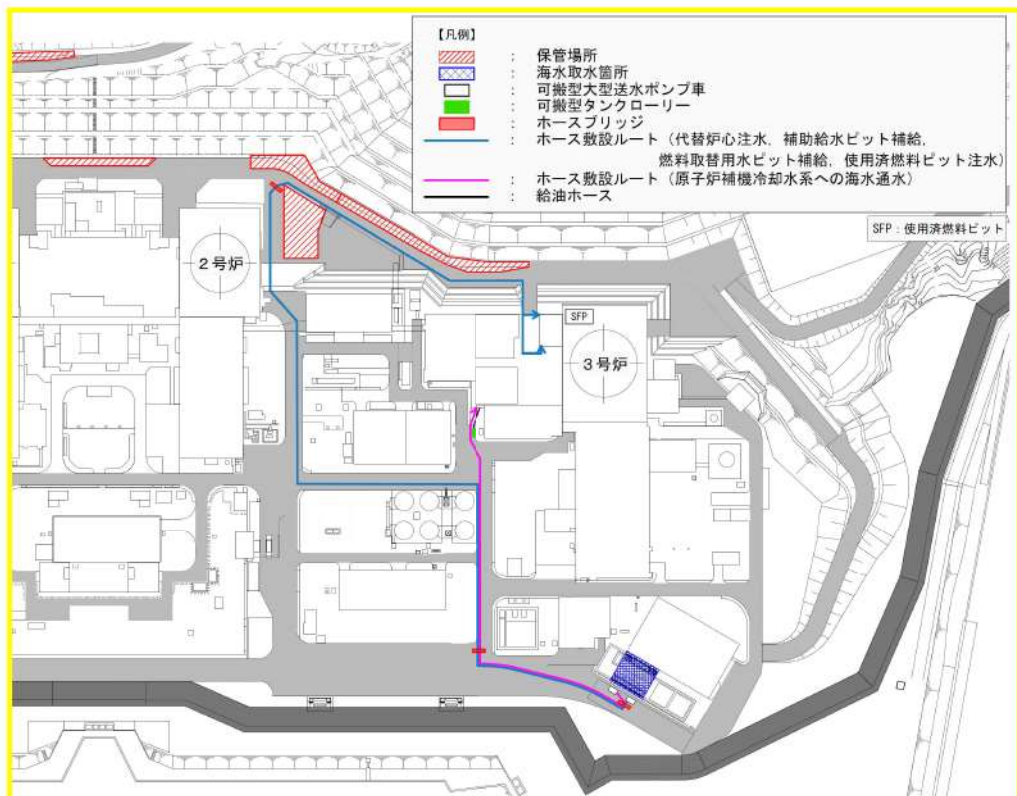 【凡例】
： 保管場所
： 海水取水箇所
： 可搬型大型送水ポンプ車
： 可搬型タンクローリー
： ホースブリッジ
： ホース敷設ルート（代替炉心注水，補助給水ピット補給，
燃料取替用水ピット補給，使用済燃料ピット注水）
： ホース敷設ルート（原子炉補機冷却水系への海水通水）
： 給油ホース
SFP：使用済燃料ピット
２号炉
SFP
３号炉